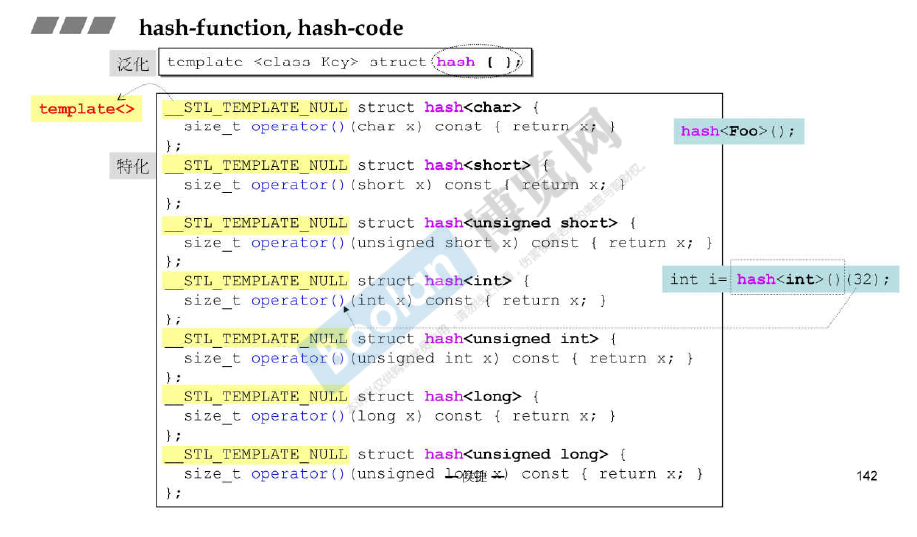 hash-function, hash-code
泛化 template <class Key> struct hash { };
template<> __STL_TEMPLATE_NULL struct hash<char> {
size_t operator()(char x) const { return x; }
};
hash<Foo>();
特化 __STL_TEMPLATE_NULL struct hash<short> {
size_t operator()(short x) const { return x; }
};
__STL_TEMPLATE_NULL struct hash<unsigned short> {
size_t operator()(unsigned short x) const { return x; }
};
__STL_TEMPLATE_NULL struct hash<int> {
size_t operator()(int x) const { return x; }
};
int i= hash<int>()(32);
__STL_TEMPLATE_NULL struct hash<unsigned int> {
size_t operator()(unsigned int x) const { return x; }
};
__STL_TEMPLATE_NULL struct hash<long> {
size_t operator()(long x) const { return x; }
};
__STL_TEMPLATE_NULL struct hash<unsigned long> {
size_t operator()(unsigned long x) const { return x; }
};
便捷
142
Boolan
博览网